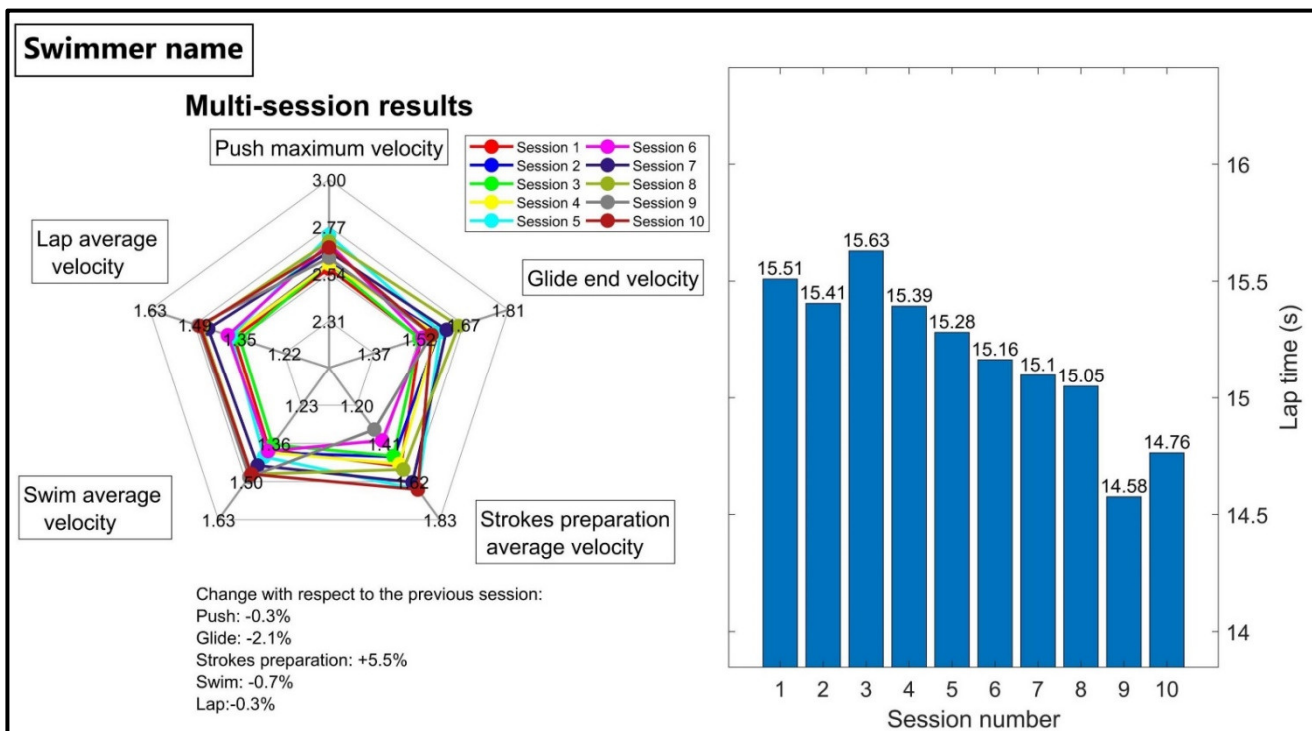 Swimmer name
Multi-session results
Push maximum velocity
Session 1
Session 2
Session 3
Session 4
Session 5
Session 6
Session 7
Session 8
Session 9
Session 10
3.00
2.77
2.54
2.31
Lap average
velocity
1.63
1.49
1.35
1.22
Glide end velocity
1.81
1.67
1.52
1.37
1.23
1.36
1.50
1.63
Swim average
velocity
1.20
1.41
1.62
1.83
Strokes preparation
average velocity
Change with respect to the previous session:
Push: -0.3%
Glide: -2.1%
Strokes preparation: +5.5%
Swim: -0.7%
Lap:-0.3%
15.51
15.41
15.63
15.39
15.28
15.16
15.1
15.05
14.58
14.76
16
15.5
15
14.5
14
Lap time (s)
1 2 3 4 5 6 7 8 9 10
Session number